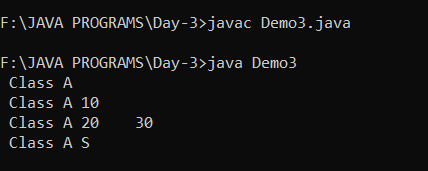 F:\JAVA PROGRAMS\Day-3>javac Demo3.java
F:\JAVA PROGRAMS\Day-3>java Demo3
Class A
Class A 10
Class A 20    30
Class A S